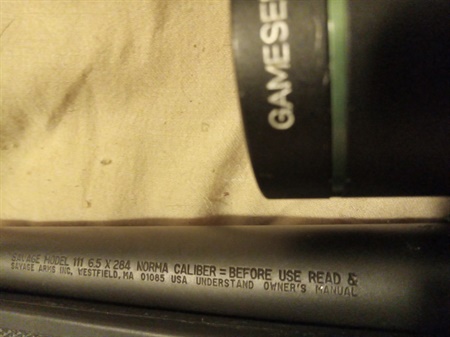 GAMESE
SAVAGE MODEL 111 6.5 X 284 NORMA CALIBER = BEFORE USE READ &
SAVAGE ARMS INC. WESTFIELD, MA 01085 USA UNDERSTAND OWNER'S MANUAL